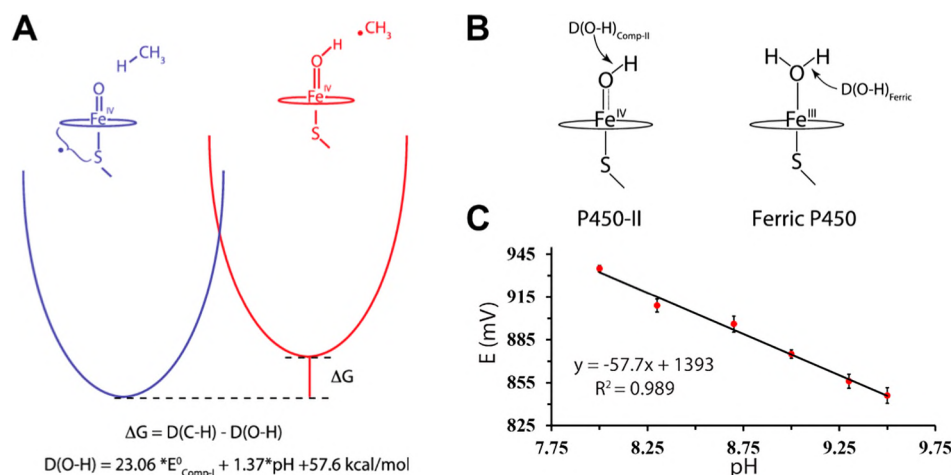 A
H CH₃
O
Fe IV
S
•
O H •CH₃
Fe IV
S
ΔG
ΔG = D(C-H) - D(O-H)
D(O-H) = 23.06 *E⁰Comp-I + 1.37*pH +57.6 kcal/mol
B
D(O-H)Comp-II
O H
Fe IV
S
P450-II
H O H
D(O-H)Ferric
Fe III
S
Ferric P450
C
E (mV)
945
915
885
855
825
y = -57.7x + 1393
R² = 0.989
7.75 8.25 8.75 9.25 9.75
pH